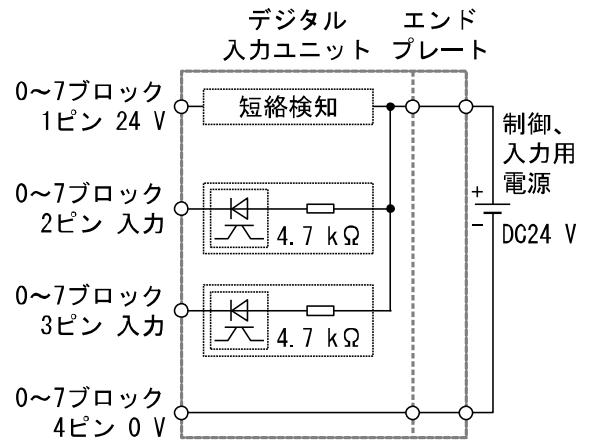 デジタル
入力ユニット
エンド
プレート
0～7ブロック
1ピン 24 V
短絡検知
制御、
入力用
電源
+
−
DC24 V
0～7ブロック
2ピン 入力
4.7 kΩ
0～7ブロック
3ピン 入力
4.7 kΩ
0～7ブロック
4ピン 0 V